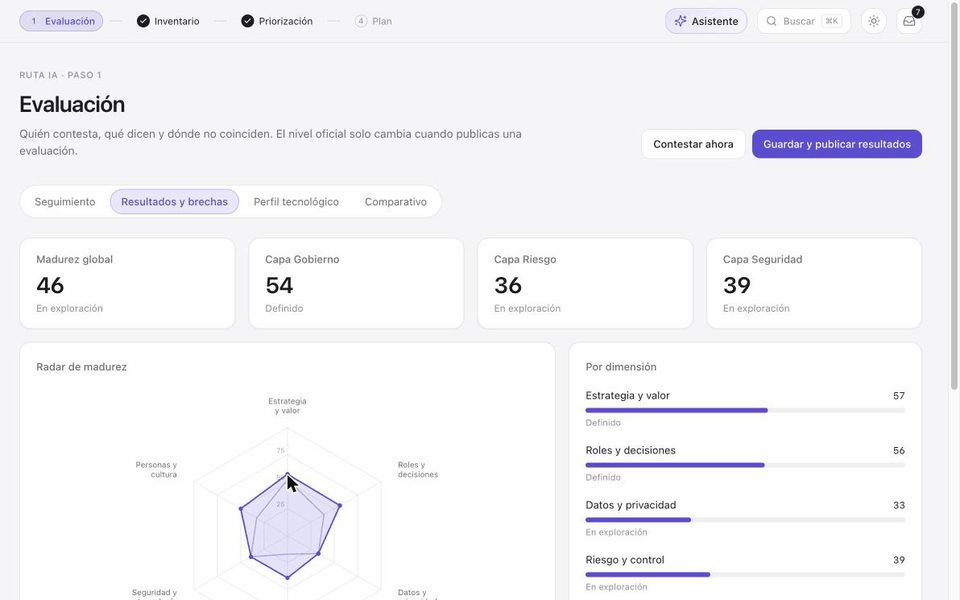 1 Evaluación
Inventario
Priorización
4 Plan
Asistente
Buscar ⌘K
7
RUTA IA · PASO 1
Evaluación
Quién contesta, qué dicen y dónde no coinciden. El nivel oficial solo cambia cuando publicas una
evaluación.
Contestar ahora
Guardar y publicar resultados
Seguimiento
Resultados y brechas
Perfil tecnológico
Comparativo
Madurez global
46
En exploración
Capa Gobierno
54
Definido
Capa Riesgo
36
En exploración
Capa Seguridad
39
En exploración
Radar de madurez
Estrategia
y valor
75
25
Personas y
cultura
Roles y
decisiones
Seguridad y
Datos y
Por dimensión
Estrategia y valor 57
Definido
Roles y decisiones 56
Definido
Datos y privacidad 33
En exploración
Riesgo y control 39
En exploración